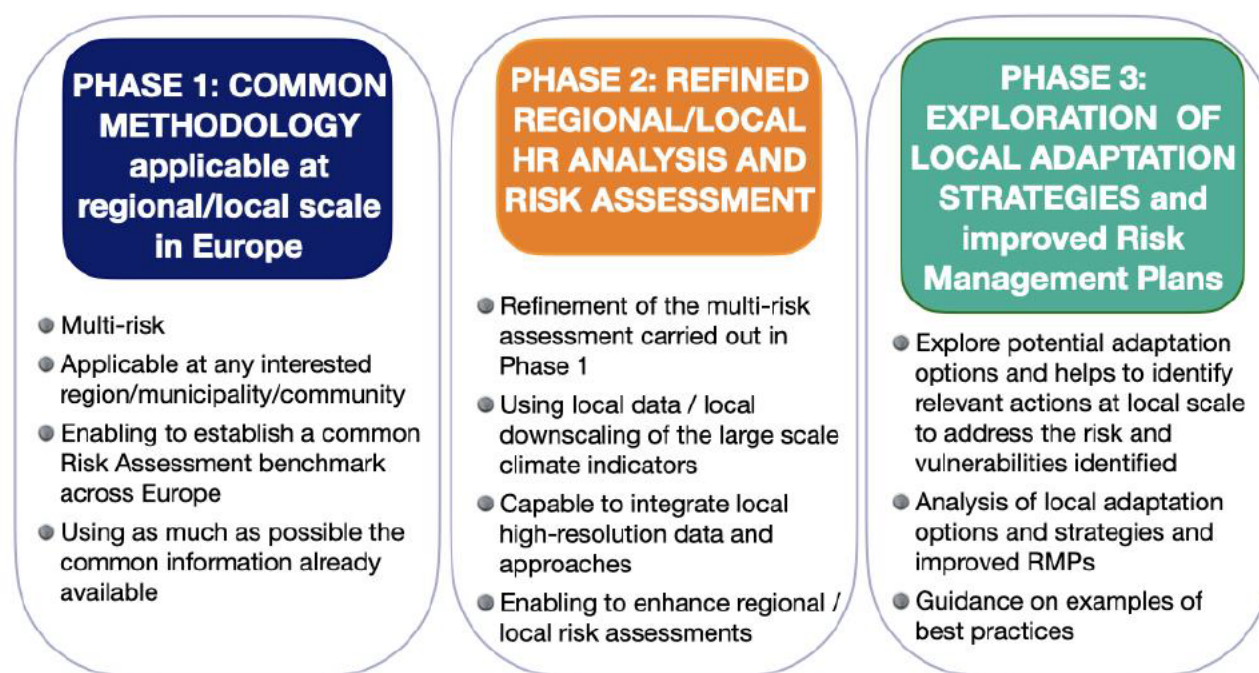 PHASE 1: COMMON
METHODOLOGY
applicable at
regional/local scale
in Europe
Multi-risk
Applicable at any interested
region/municipality/community
Enabling to establish a common
Risk Assessment benchmark
across Europe
Using as much as possible the
common information already
available
PHASE 2: REFINED
REGIONAL/LOCAL
HR ANALYSIS AND
RISK ASSESSMENT
Refinement of the multi-risk
assessment carried out in
Phase 1
Using local data / local
downscaling of the large scale
climate indicators
Capable to integrate local
high-resolution data and
approaches
Enabling to enhance regional /
local risk assessments
PHASE 3:
EXPLORATION OF
LOCAL ADAPTATION
STRATEGIES and
improved Risk
Management Plans
Explore potential adaptation
options and helps to identify
relevant actions at local scale
to address the risk and
vulnerabilities identified
Analysis of local adaptation
options and strategies and
improved RMPs
Guidance on examples of
best practices